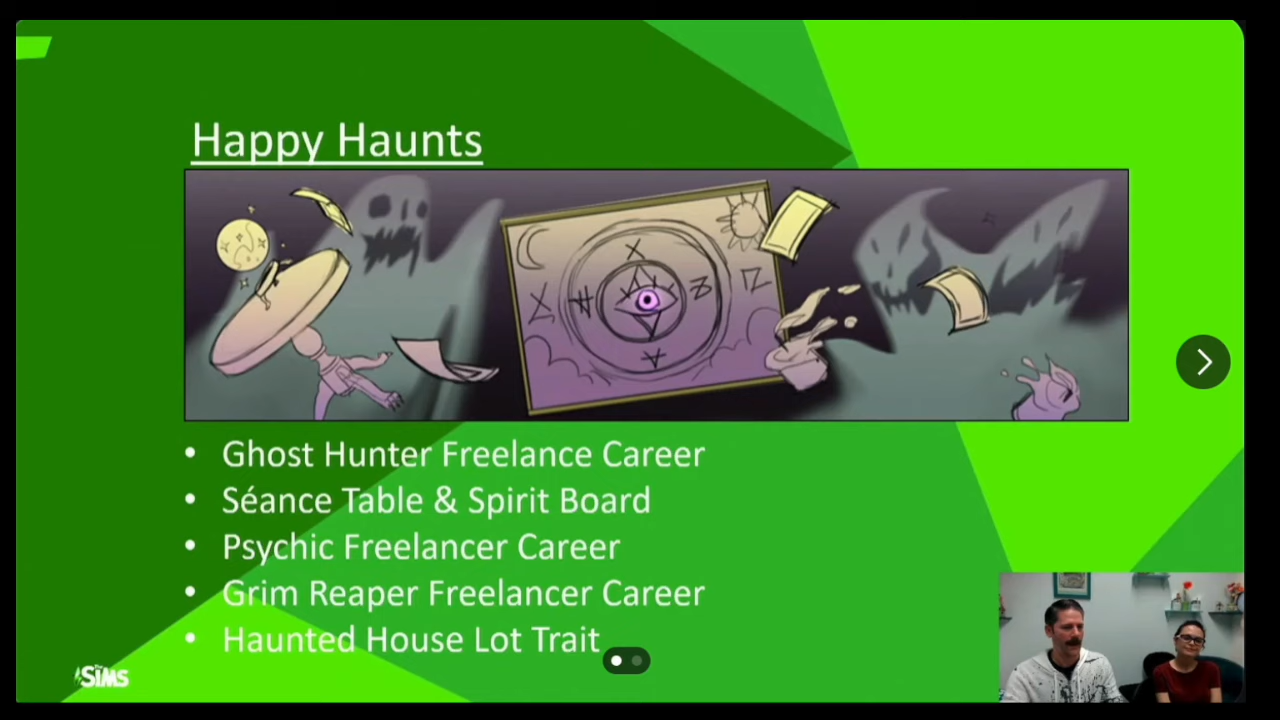 Happy Haunts
• Ghost Hunter Freelance Career
• Séance Table & Spirit Board
• Psychic Freelancer Career
• Grim Reaper Freelancer Career
• Haunted House Lot Trait
The SIMS